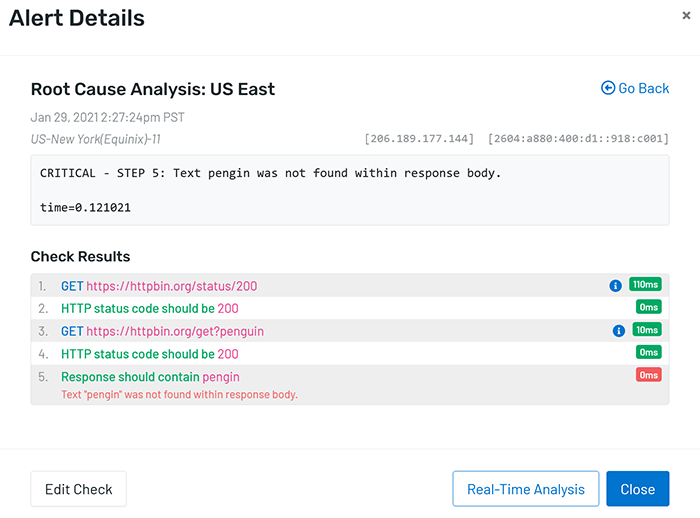 Alert Details
×
Root Cause Analysis: US East
Go Back
Jan 29, 2021 2:27:24pm PST
US-New York(Equinix)-11 [206.189.177.144] [2604:a880:400:d1::918:c001]
CRITICAL - STEP 5: Text pengin was not found within response body.
time=0.121021
Check Results
1. GET https://httpbin.org/status/200 i 110ms
2. HTTP status code should be 200 0ms
3. GET https://httpbin.org/get?penguin i 10ms
4. HTTP status code should be 200 0ms
5. Response should contain pengin 0ms
Text "pengin" was not found within response body.
Edit Check Real-Time Analysis Close